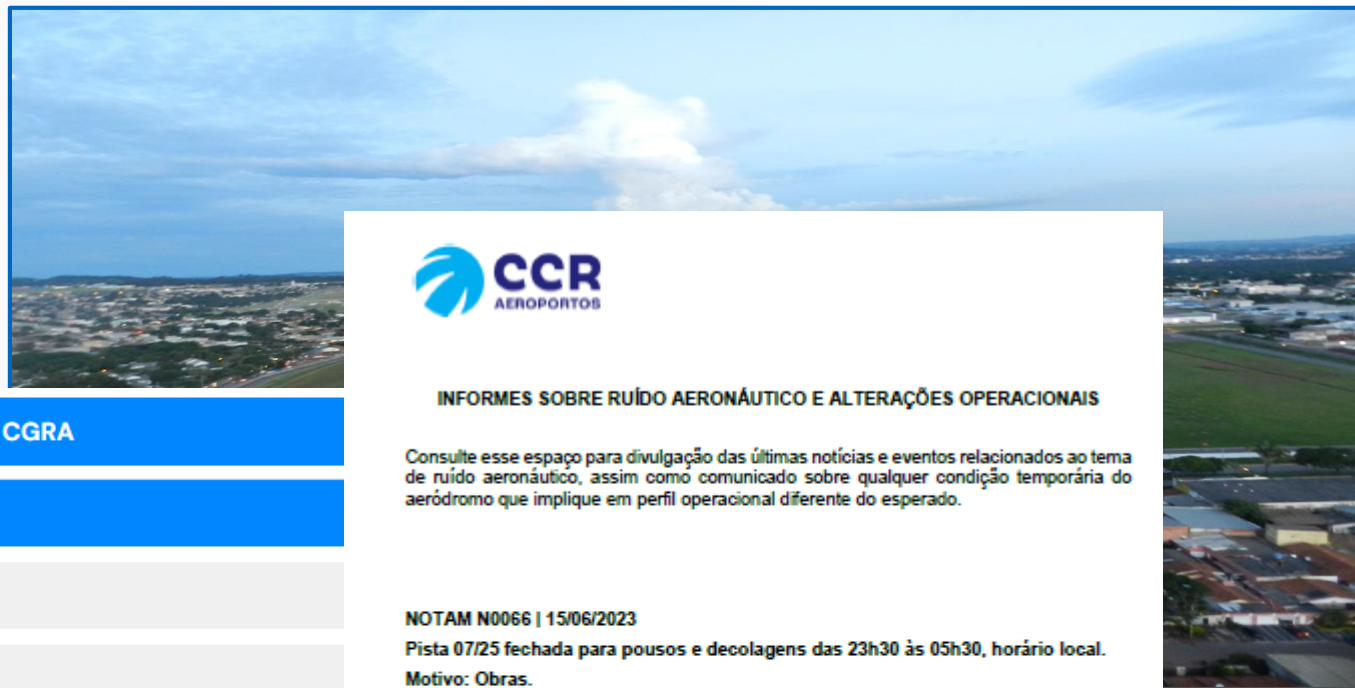 CCR
AEROPORTOS
INFORMES SOBRE RUÍDO AERONÁUTICO E ALTERAÇÕES OPERACIONAIS
CGRA
Consulte esse espaço para divulgação das últimas notícias e eventos relacionados ao tema
de ruído aeronáutico, assim como comunicado sobre qualquer condição temporária do
aeródromo que implique em perfil operacional diferente do esperado.
NOTAM N0066 | 15/06/2023
Pista 07/25 fechada para pousos e decolagens das 23h30 às 05h30, horário local.
Motivo: Obras.